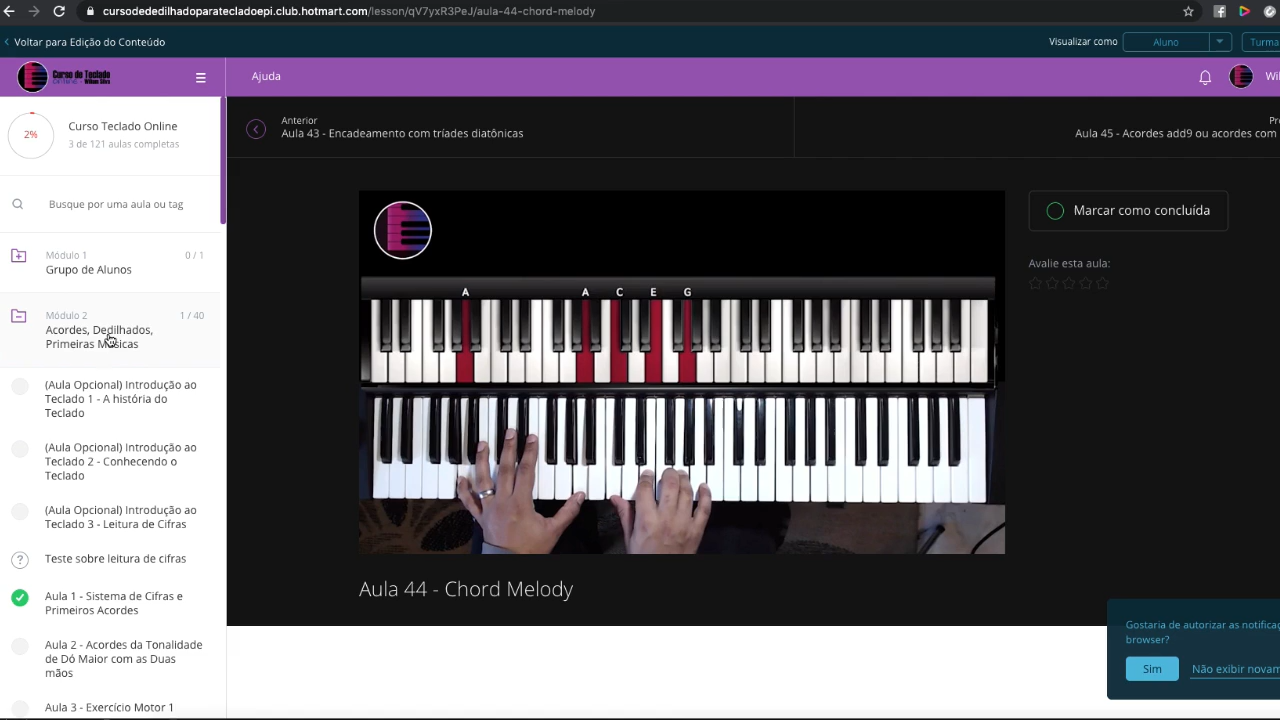 cursodededilhadoparatecladoepi.club.hotmart.com/lesson/qV7yxR3PeJ/aula-44-chord-melody
Voltar para Edição do Conteúdo
Visualizar como
Aluno
Turma
Curso de Teclado
Ajuda
Wil
2%
Curso Teclado Online
3 de 121 aulas completas
Anterior
Aula 43 - Encadeamento com tríades diatônicas
Pr
Aula 45 - Acordes add9 ou acordes com
Busque por uma aula ou tag
Módulo 1
0 / 1
Grupo de Alunos
Módulo 2
1 / 40
Acordes, Dedilhados,
Primeiras Músicas
(Aula Opcional) Introdução ao
Teclado 1 - A história do
Teclado
(Aula Opcional) Introdução ao
Teclado 2 - Conhecendo o
Teclado
(Aula Opcional) Introdução ao
Teclado 3 - Leitura de Cifras
Teste sobre leitura de cifras
Aula 1 - Sistema de Cifras e
Primeiros Acordes
Aula 2 - Acordes da Tonalidade
de Dó Maior com as Duas
mãos
Aula 3 - Exercício Motor 1
A A C E G
Aula 44 - Chord Melody
Marcar como concluída
Avalie esta aula:
Gostaria de autorizar as notificaç
browser?
Sim
Não exibir novam